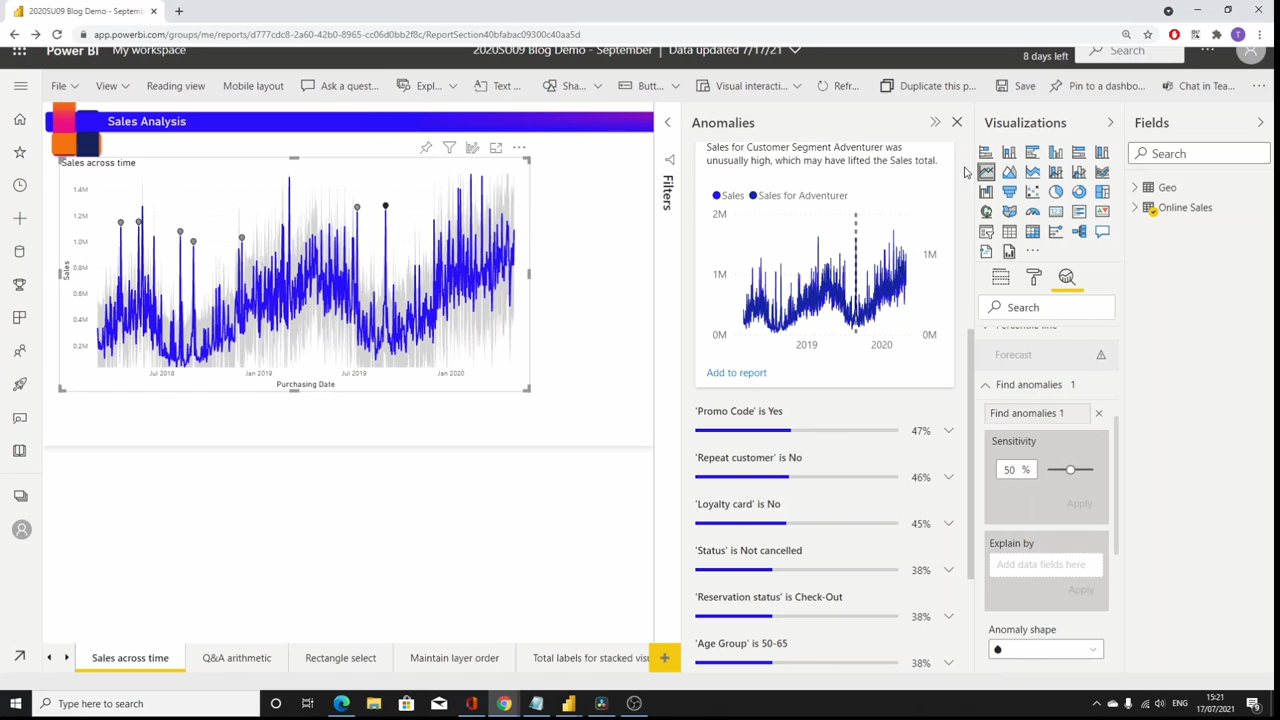 2020SU09 Blog Demo - Septemb
app.powerbi.com/groups/me/reports/d777cdc8-2a60-42b0-8965-cc06dbb2f8c/ReportSection40bfabac09300c40aa5d
Power BI My workspace
2020SU09 Blog Demo - September | Data updated 7/17/21
8 days left
Search
File View Reading view Mobile layout Ask a quest... Expl... Text ... Sha... Butt... Visual interacti... Refr... Duplicate this p... Save Pin to a dashbo... Chat in Team
Sales Analysis
Sales across time
1.4M
1.2M
1.0M
0.8M
0.6M
0.4M
0.2M
Sales
Jul 2018 Jan 2019 Jul 2019 Jan 2020
Purchasing Date
Filters
Anomalies
Sales for Customer Segment Adventurer was
unusually high, which may have lifted the Sales total.
Sales Sales for Adventurer
2M
1M 1M
0M 0M
2019 2020
Add to report
'Promo Code' is Yes
47%
'Repeat customer' is No
46%
'Loyalty card' is No
45%
'Status' is Not cancelled
38%
'Reservation status' is Check-Out
38%
'Age Group' is 50-65
38%
Visualizations
Search
Percentile line
Forecast
Find anomalies 1
Find anomalies 1
Sensitivity
50 %
Apply
Explain by
Add data fields here
Apply
Anomaly shape
Fields
Search
Geo
Online Sales
Sales across time Q&A arithmetic Rectangle select Maintain layer order Total labels for stacked visu
Type here to search
ENG
15:21
17/07/2021